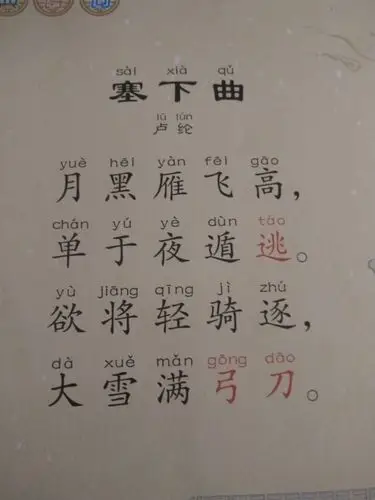 sài xià qǔ
塞下曲
lú lún
卢纶
yuè hēi yàn fēi gāo
月黑雁飞高，
chán yú yè dùn táo
单于夜遁逃。
yù jiāng qīng jì zhú
欲将轻骑逐，
dà xuě mǎn gōng dāo
大雪满弓刀。